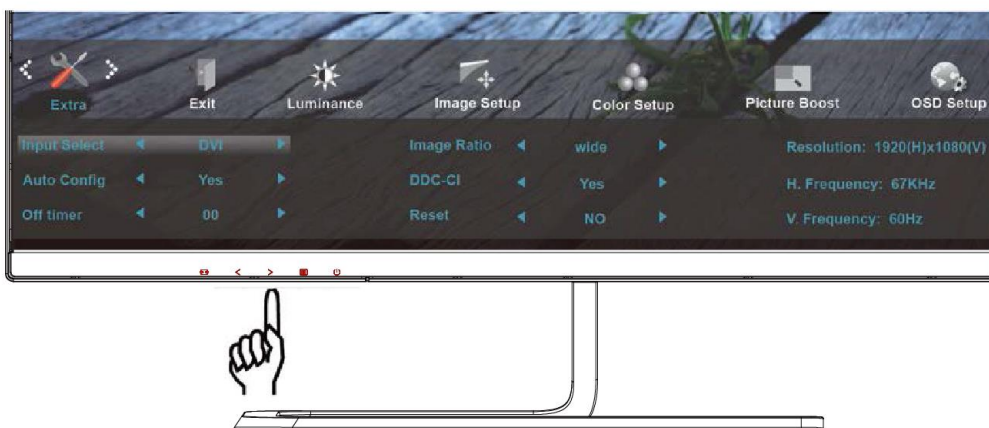 Extra Exit Luminance Image Setup Color Setup Picture Boost OSD Setup
Input Select DVI Image Ratio wide Resolution: 1920(H)x1080(V)
Auto Config Yes DDC-CI Yes H. Frequency: 67KHz
Off timer 00 Reset NO V. Frequency: 60Hz